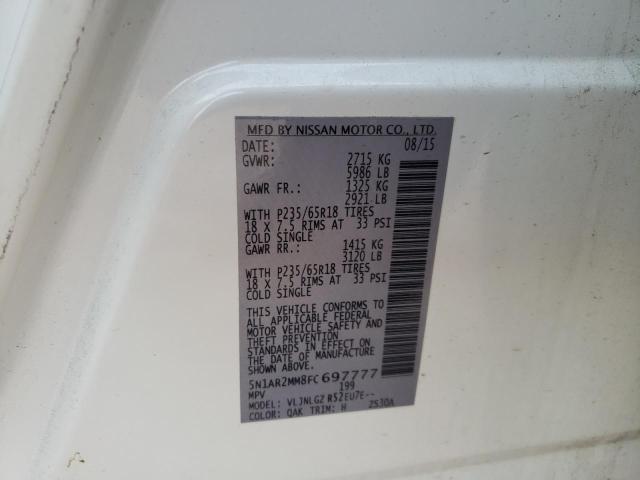 MFD BY NISSAN MOTOR CO., LTD.
DATE: 08/15
GVWR: 2715 KG
5986 LB
GAWR FR.: 1325 KG
2921 LB
WITH P235/65R18 TIRES
18 X 7.5 RIMS AT 33 PSI
COLD SINGLE
GAWR RR.: 1415 KG
3120 LB
WITH P235/65R18 TIRES
18 X 7.5 RIMS AT 33 PSI
COLD SINGLE
THIS VEHICLE CONFORMS TO
ALL APPLICABLE FEDERAL
MOTOR VEHICLE SAFETY AND
THEFT PREVENTION
STANDARDS IN EFFECT ON
THE DATE OF MANUFACTURE
SHOWN ABOVE.
5N1AR2MM8FC697777
MPV 199
MODEL: VLJNLGZ RS2EU7E--
COLOR: QAK TRIM: H ZS30A